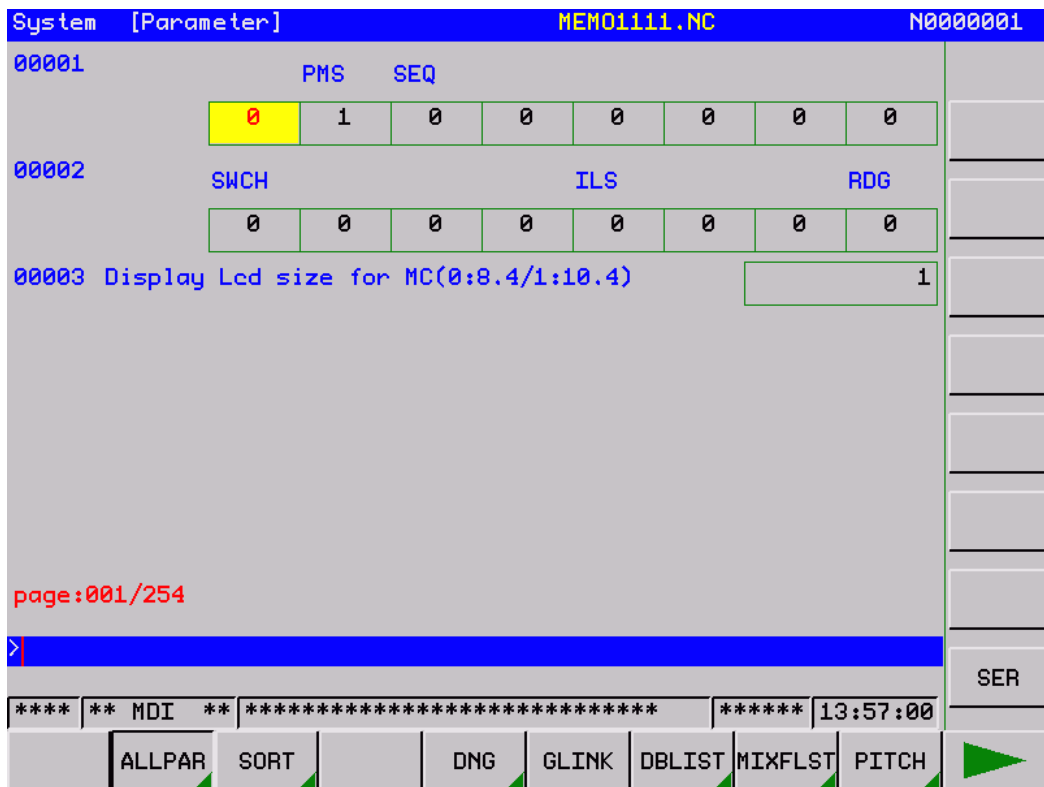 System [Parameter] MEMO1111.NC N0000001
00001 PMS SEQ
0 1 0 0 0 0 0 0
00002 SWCH ILS RDG
0 0 0 0 0 0 0 0
00003 Display Lcd size for MC(0:8.4/1:10.4) 1
page:001/254
>
SER
**** ** MDI ** ****************************** ****** 13:57:00
ALLPAR SORT DNG GLINK DBLIST MIXFLST PITCH